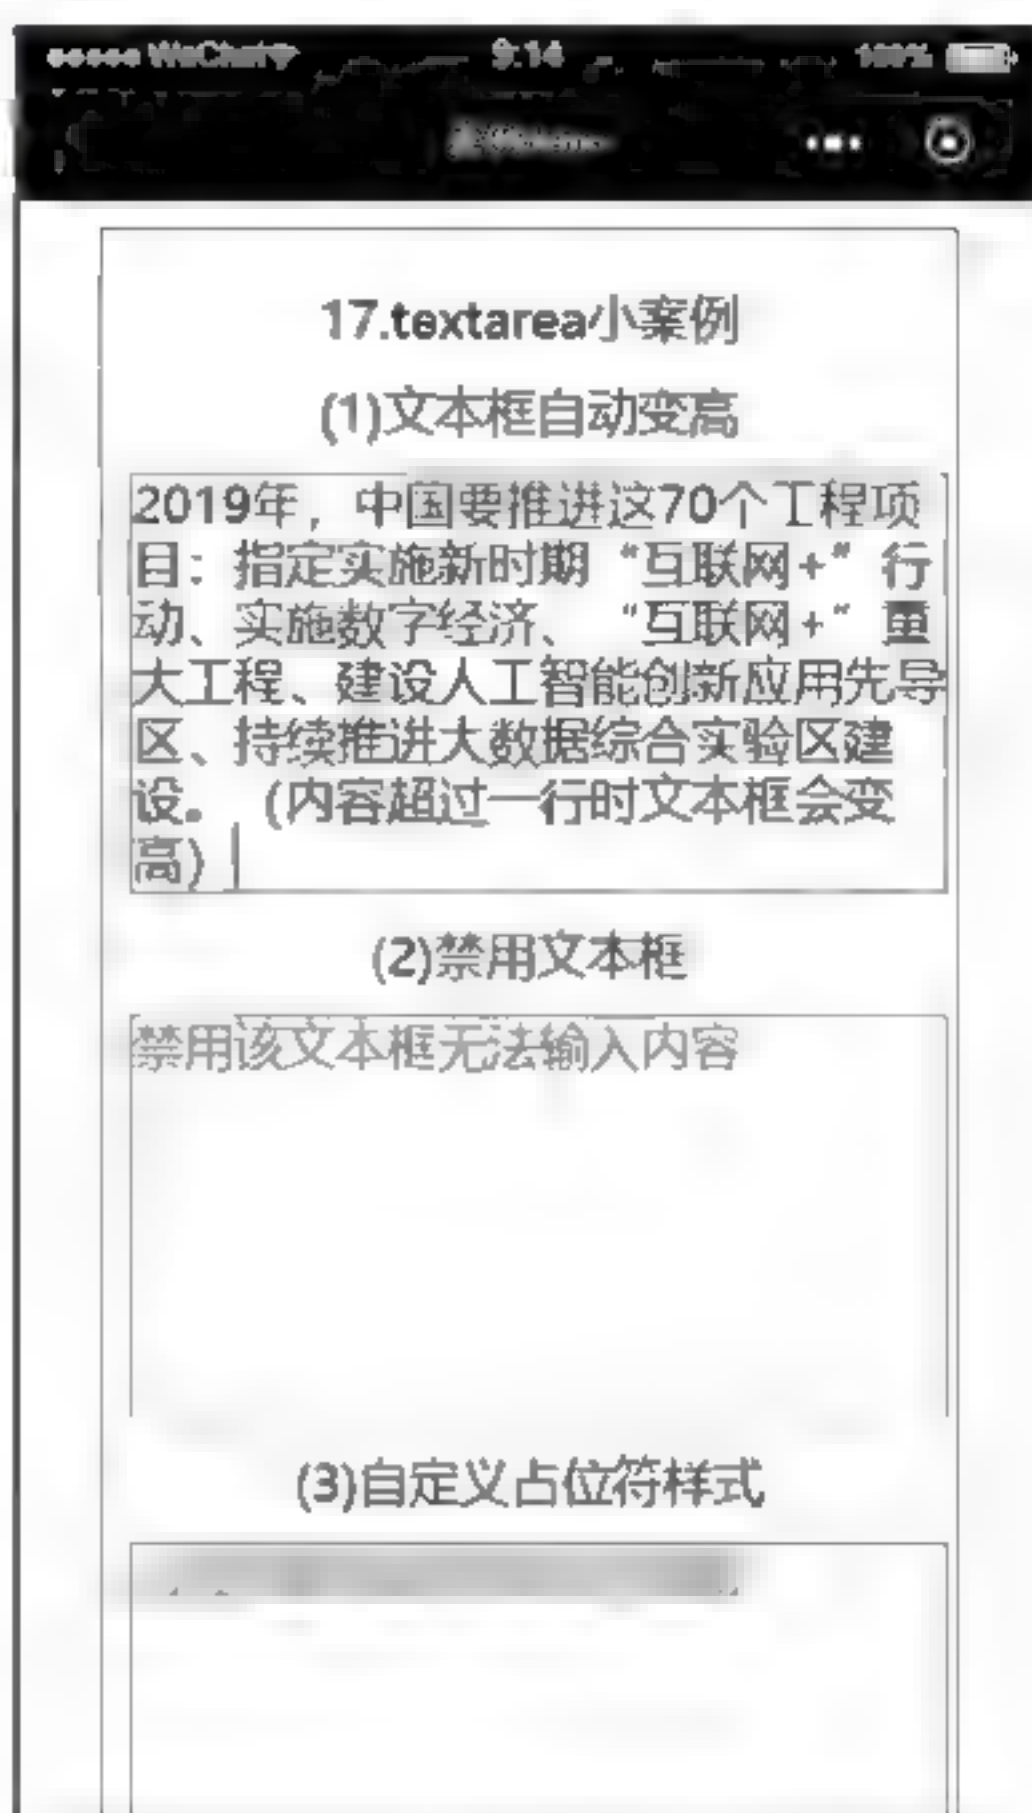 WeChat
9:14
100%
17.textarea小案例
(1)文本框自动变高
2019年，中国要推进这70个工程项
目：指定实施新时期“互联网+”行
动、实施数字经济、“互联网+”重
大工程、建设人工智能创新应用先导
区、持续推进大数据综合实验区建
设。（内容超过一行时文本框会变
高）
(2)禁用文本框
禁用该文本框无法输入内容
(3)自定义占位符样式